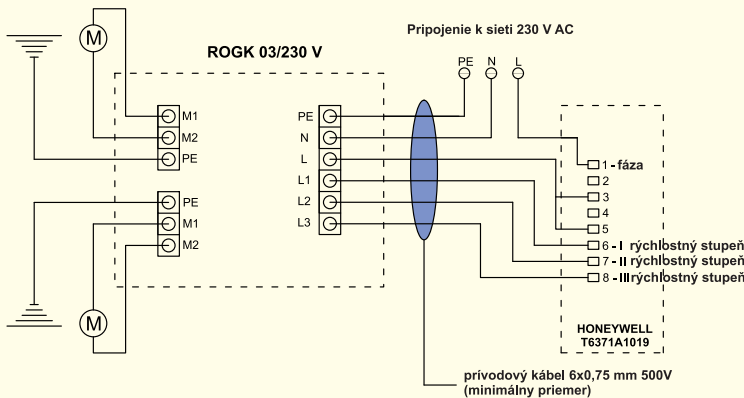 Pripojenie k sieti 230 V AC
ROGK 03/230 V
PE N L
M
M1
M2
PE
PE
M1
M2
M
PE
N
L
L1
L2
L3
1 - fáza
2
3
4
5
6 - I rýchlostný stupeň
7 - II rýchlostný stupeň
8 - III rýchlostný stupeň
HONEYWELL
T6371A1019
prívodový kábel 6x0,75 mm 500V
(minimálny priemer)